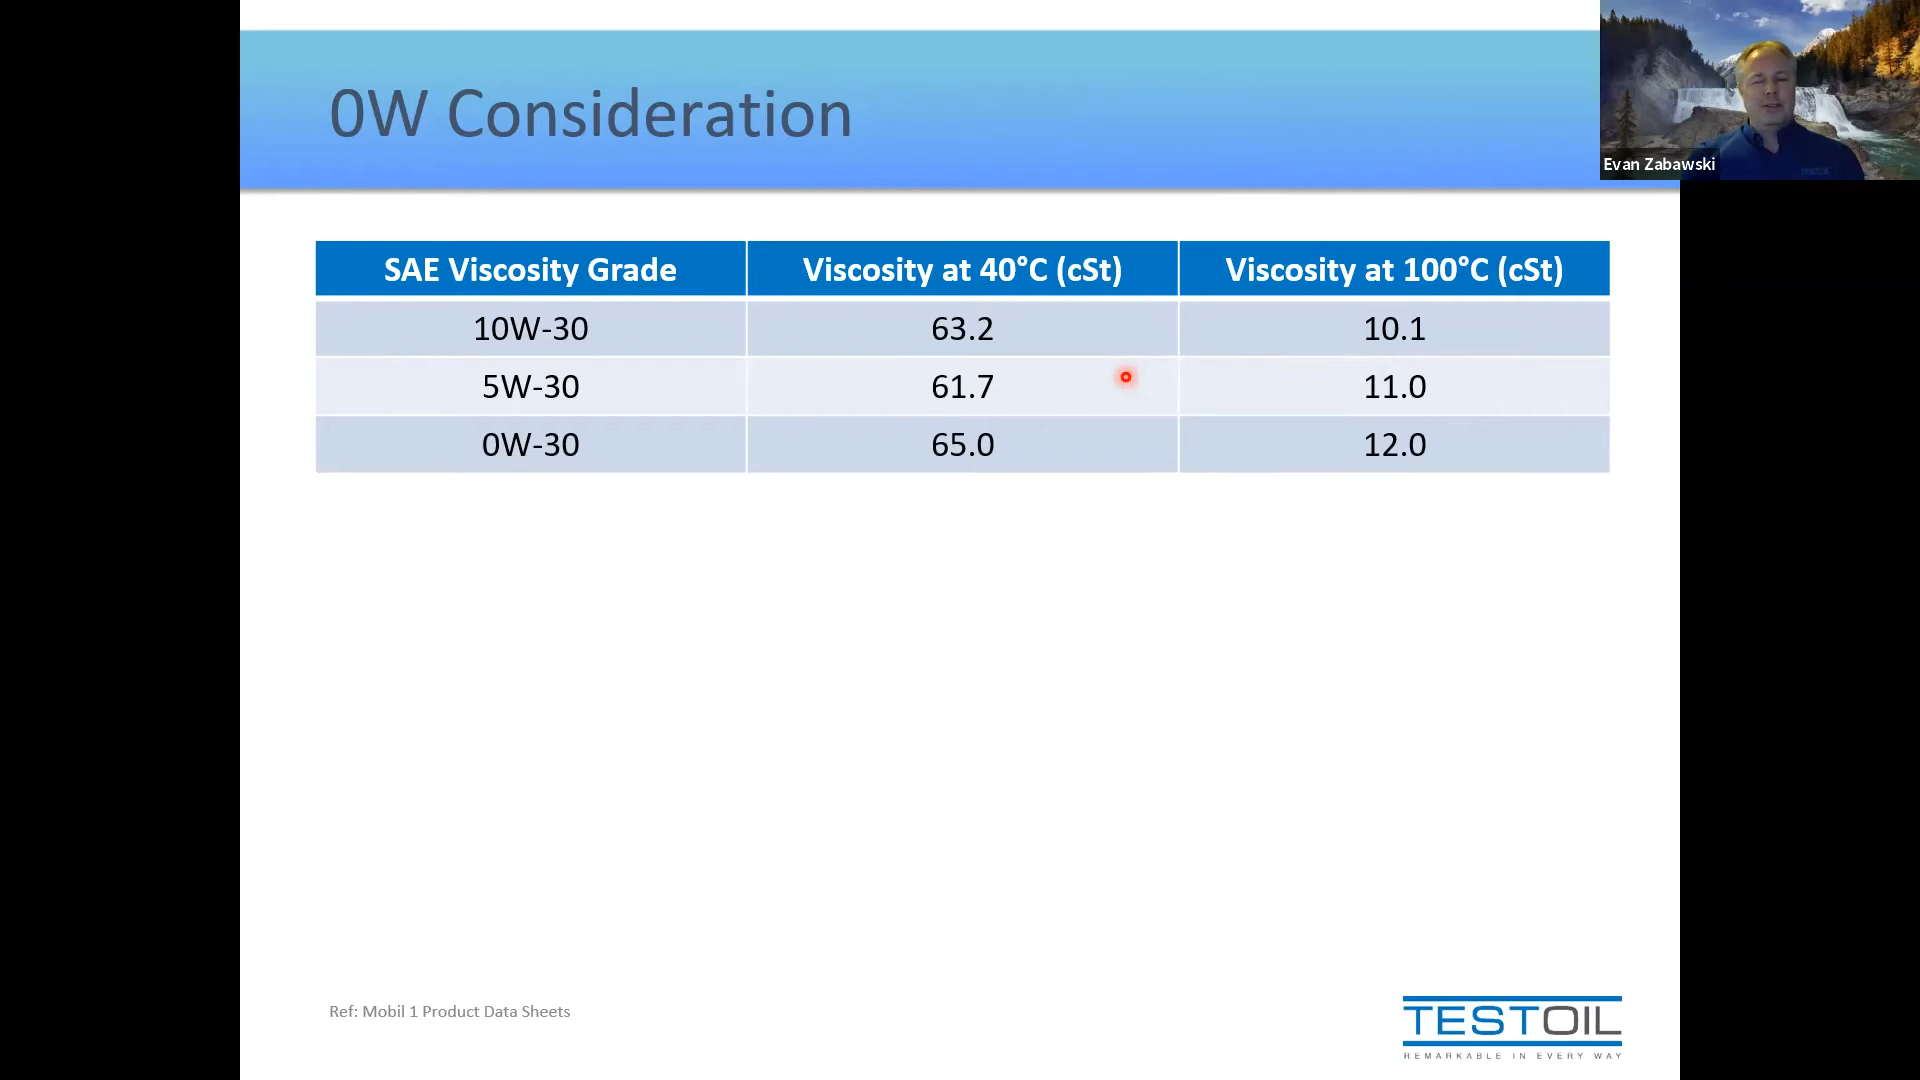 0W Consideration
Evan Zabawski
SAE Viscosity Grade Viscosity at 40°C (cSt) Viscosity at 100°C (cSt)
10W-30 63.2 10.1
5W-30 61.7 11.0
0W-30 65.0 12.0
Ref: Mobil 1 Product Data Sheets
TESTOIL
REMARKABLE IN EVERY WAY